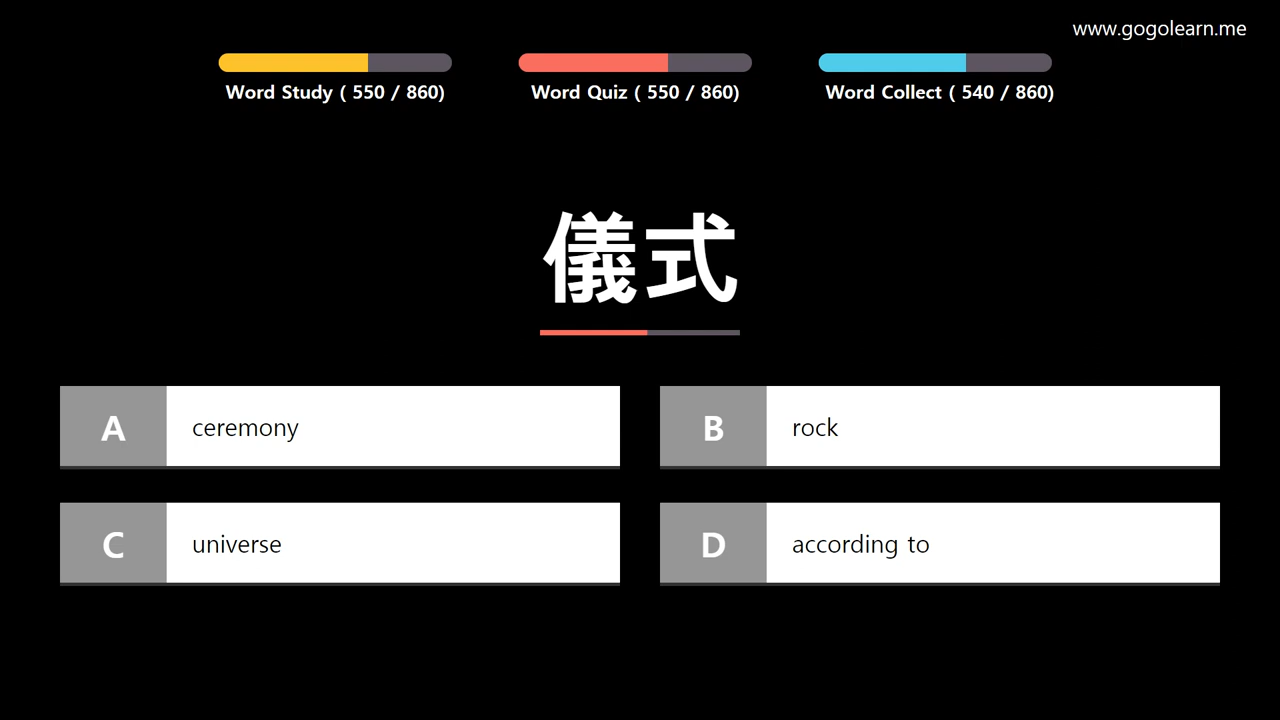 www.gogolearn.me
Word Study ( 550 / 860)
Word Quiz ( 550 / 860)
Word Collect ( 540 / 860)
儀式
A ceremony
B rock
C universe
D according to